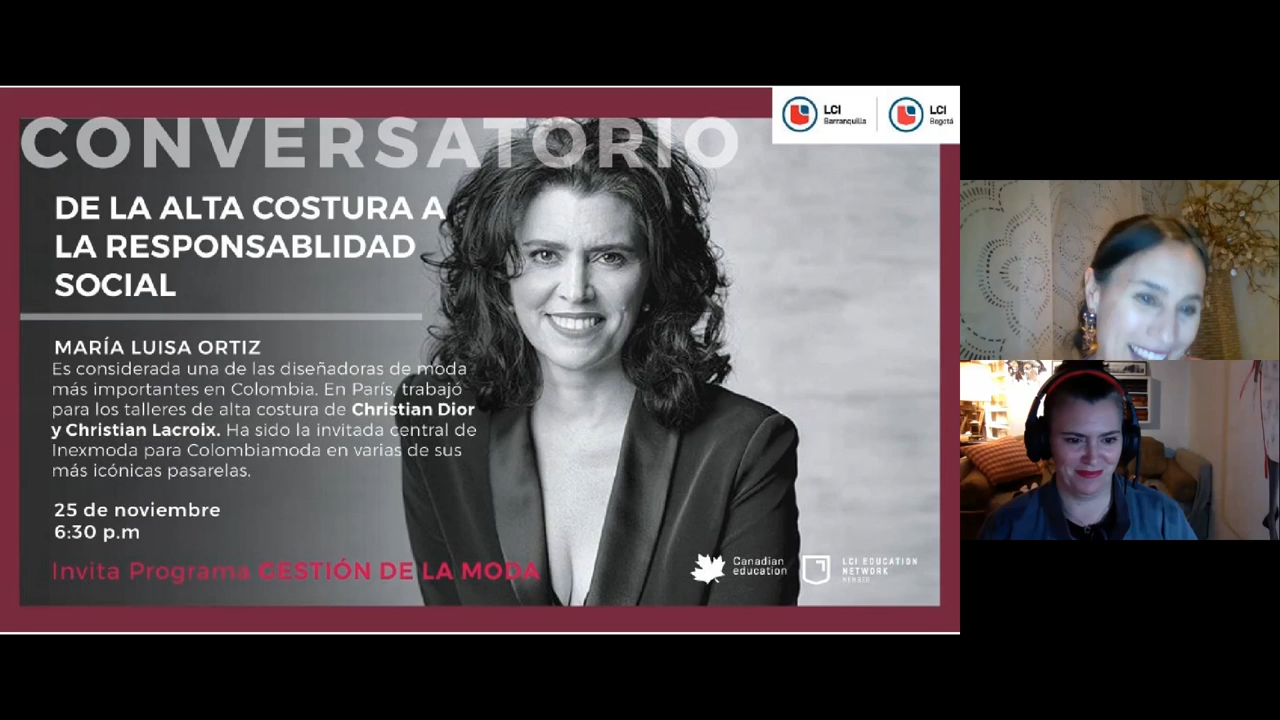 CONVERSATORIO
LCI
Barranquilla
LCI
Bogotá
DE LA ALTA COSTURA A
LA RESPONSABLIDAD
SOCIAL
MARÍA LUISA ORTIZ
Es considerada una de las diseñadoras de moda
más importantes en Colombia. En París, trabajó
para los talleres de alta costura de Christian Dior
y Christian Lacroix. Ha sido la invitada central de
Inexmoda para Colombiamoda en varias de sus
más icónicas pasarelas.
25 de noviembre
6:30 p.m
Invita Programa GESTIÓN DE LA MODA
Canadian
education
LCI EDUCATION
NETWORK
MEMBER